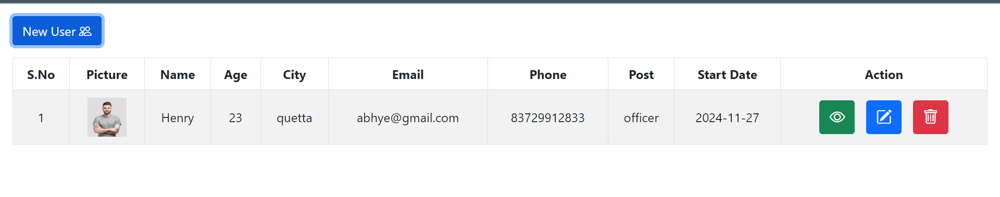 New User
S.No Picture Name Age City Email Phone Post Start Date Action
1 Henry 23 quetta abhye@gmail.com 83729912833 officer 2024-11-27